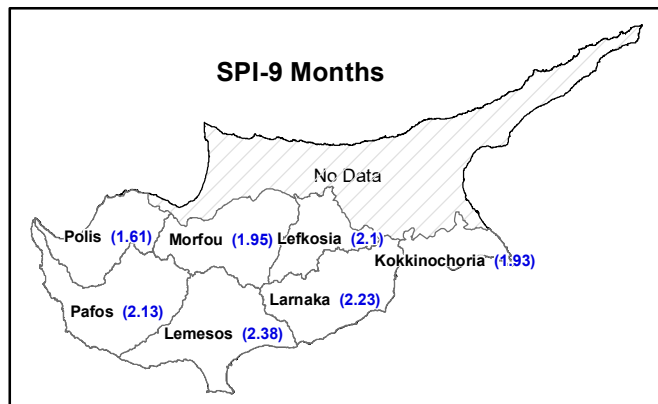 SPI-9 Months
No Data
Polis (1.61)
Morfou (1.95)
Lefkosia (2.1)
Kokkinochoria (1.93)
Pafos (2.13)
Larnaka (2.23)
Lemesos (2.38)